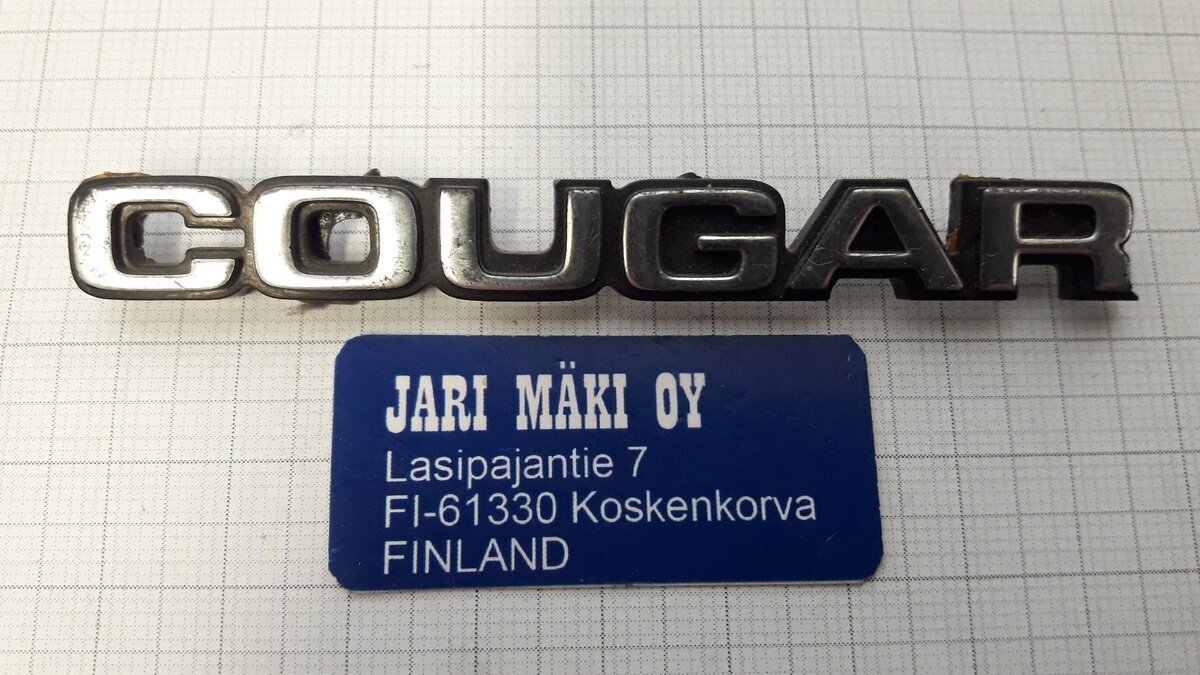 COUGAR
JARI MÄKI OY
Lasipajantie 7
FI-61330 Koskenkorva
FINLAND